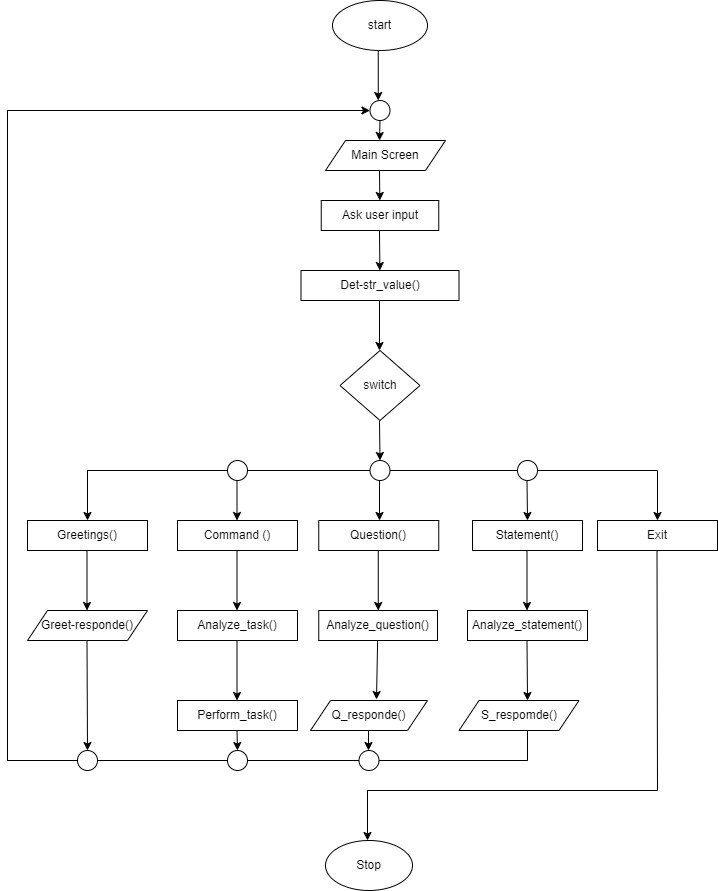 start
Main Screen
Ask user input
Det-str_value()
switch
Greetings()
Command ()
Question()
Statement()
Exit
Greet-responde()
Analyze_task()
Analyze_question()
Analyze_statement()
Perform_task()
Q_responde()
S_respomde()
Stop